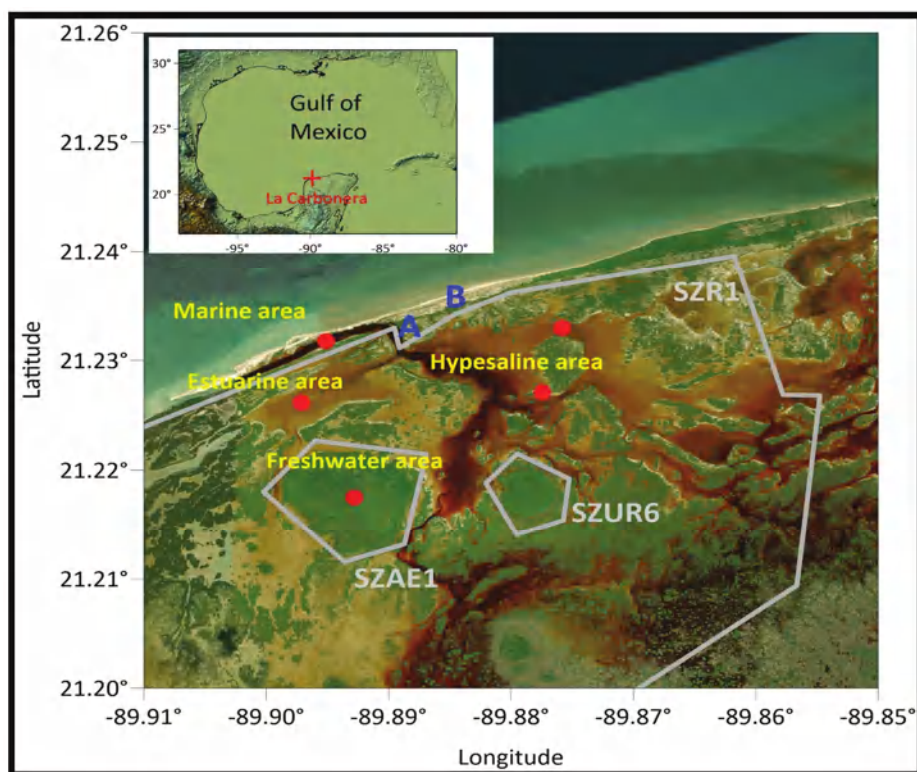 21.26°
21.25°
21.24°
21.23°
21.22°
21.21°
21.20°
Latitude
30°
25°
20°
Gulf of
Mexico
La Carbonera
-95°
-90°
-85°
-80°
Marine area
B
A
SZR1
Hypesaline area
Estuarine area
Freshwater area
SZUR6
SZAE1
-89.91
-89.90°
-89.89°
-89.88°
-89.87°
-89.86°
-89.85°
Longitude